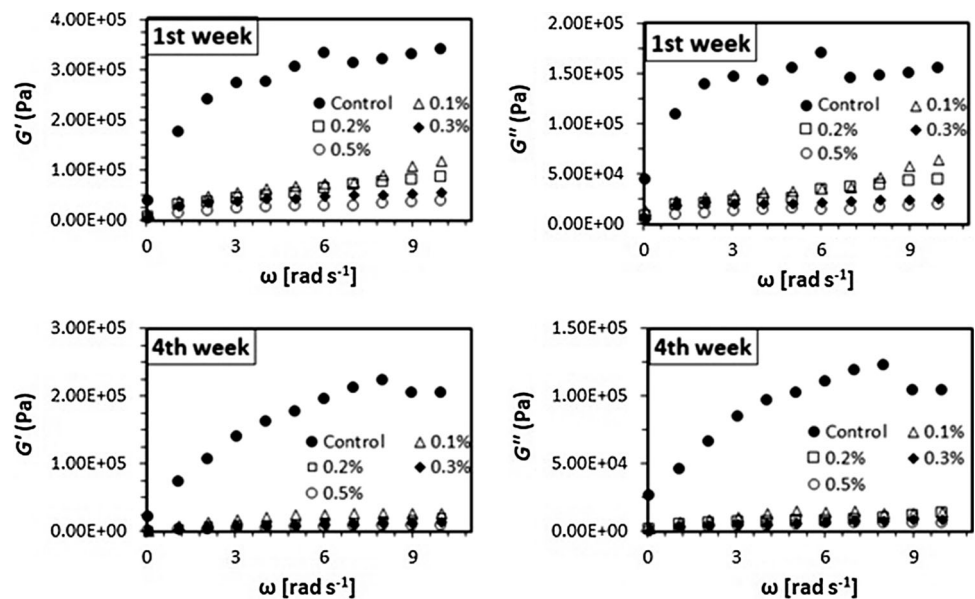 4.00E+05
3.00E+05
2.00E+05
1.00E+05
0.00E+00
G′ (Pa)
1st week
Control
0.1%
0.2%
0.3%
0.5%
0 3 6 9
ω [rad s⁻¹]
2.00E+05
1.50E+05
1.00E+05
5.00E+04
0.00E+00
G″ (Pa)
1st week
Control
0.1%
0.2%
0.3%
0.5%
0 3 6 9
ω [rad s⁻¹]
3.00E+05
2.00E+05
1.00E+05
0.00E+00
G′ (Pa)
4th week
Control
0.1%
0.2%
0.3%
0.5%
0 3 6 9
ω [rad s⁻¹]
1.50E+05
1.00E+05
5.00E+04
0.00E+00
G″ (Pa)
4th week
Control
0.1%
0.2%
0.3%
0.5%
0 3 6 9
ω [rad s⁻¹]